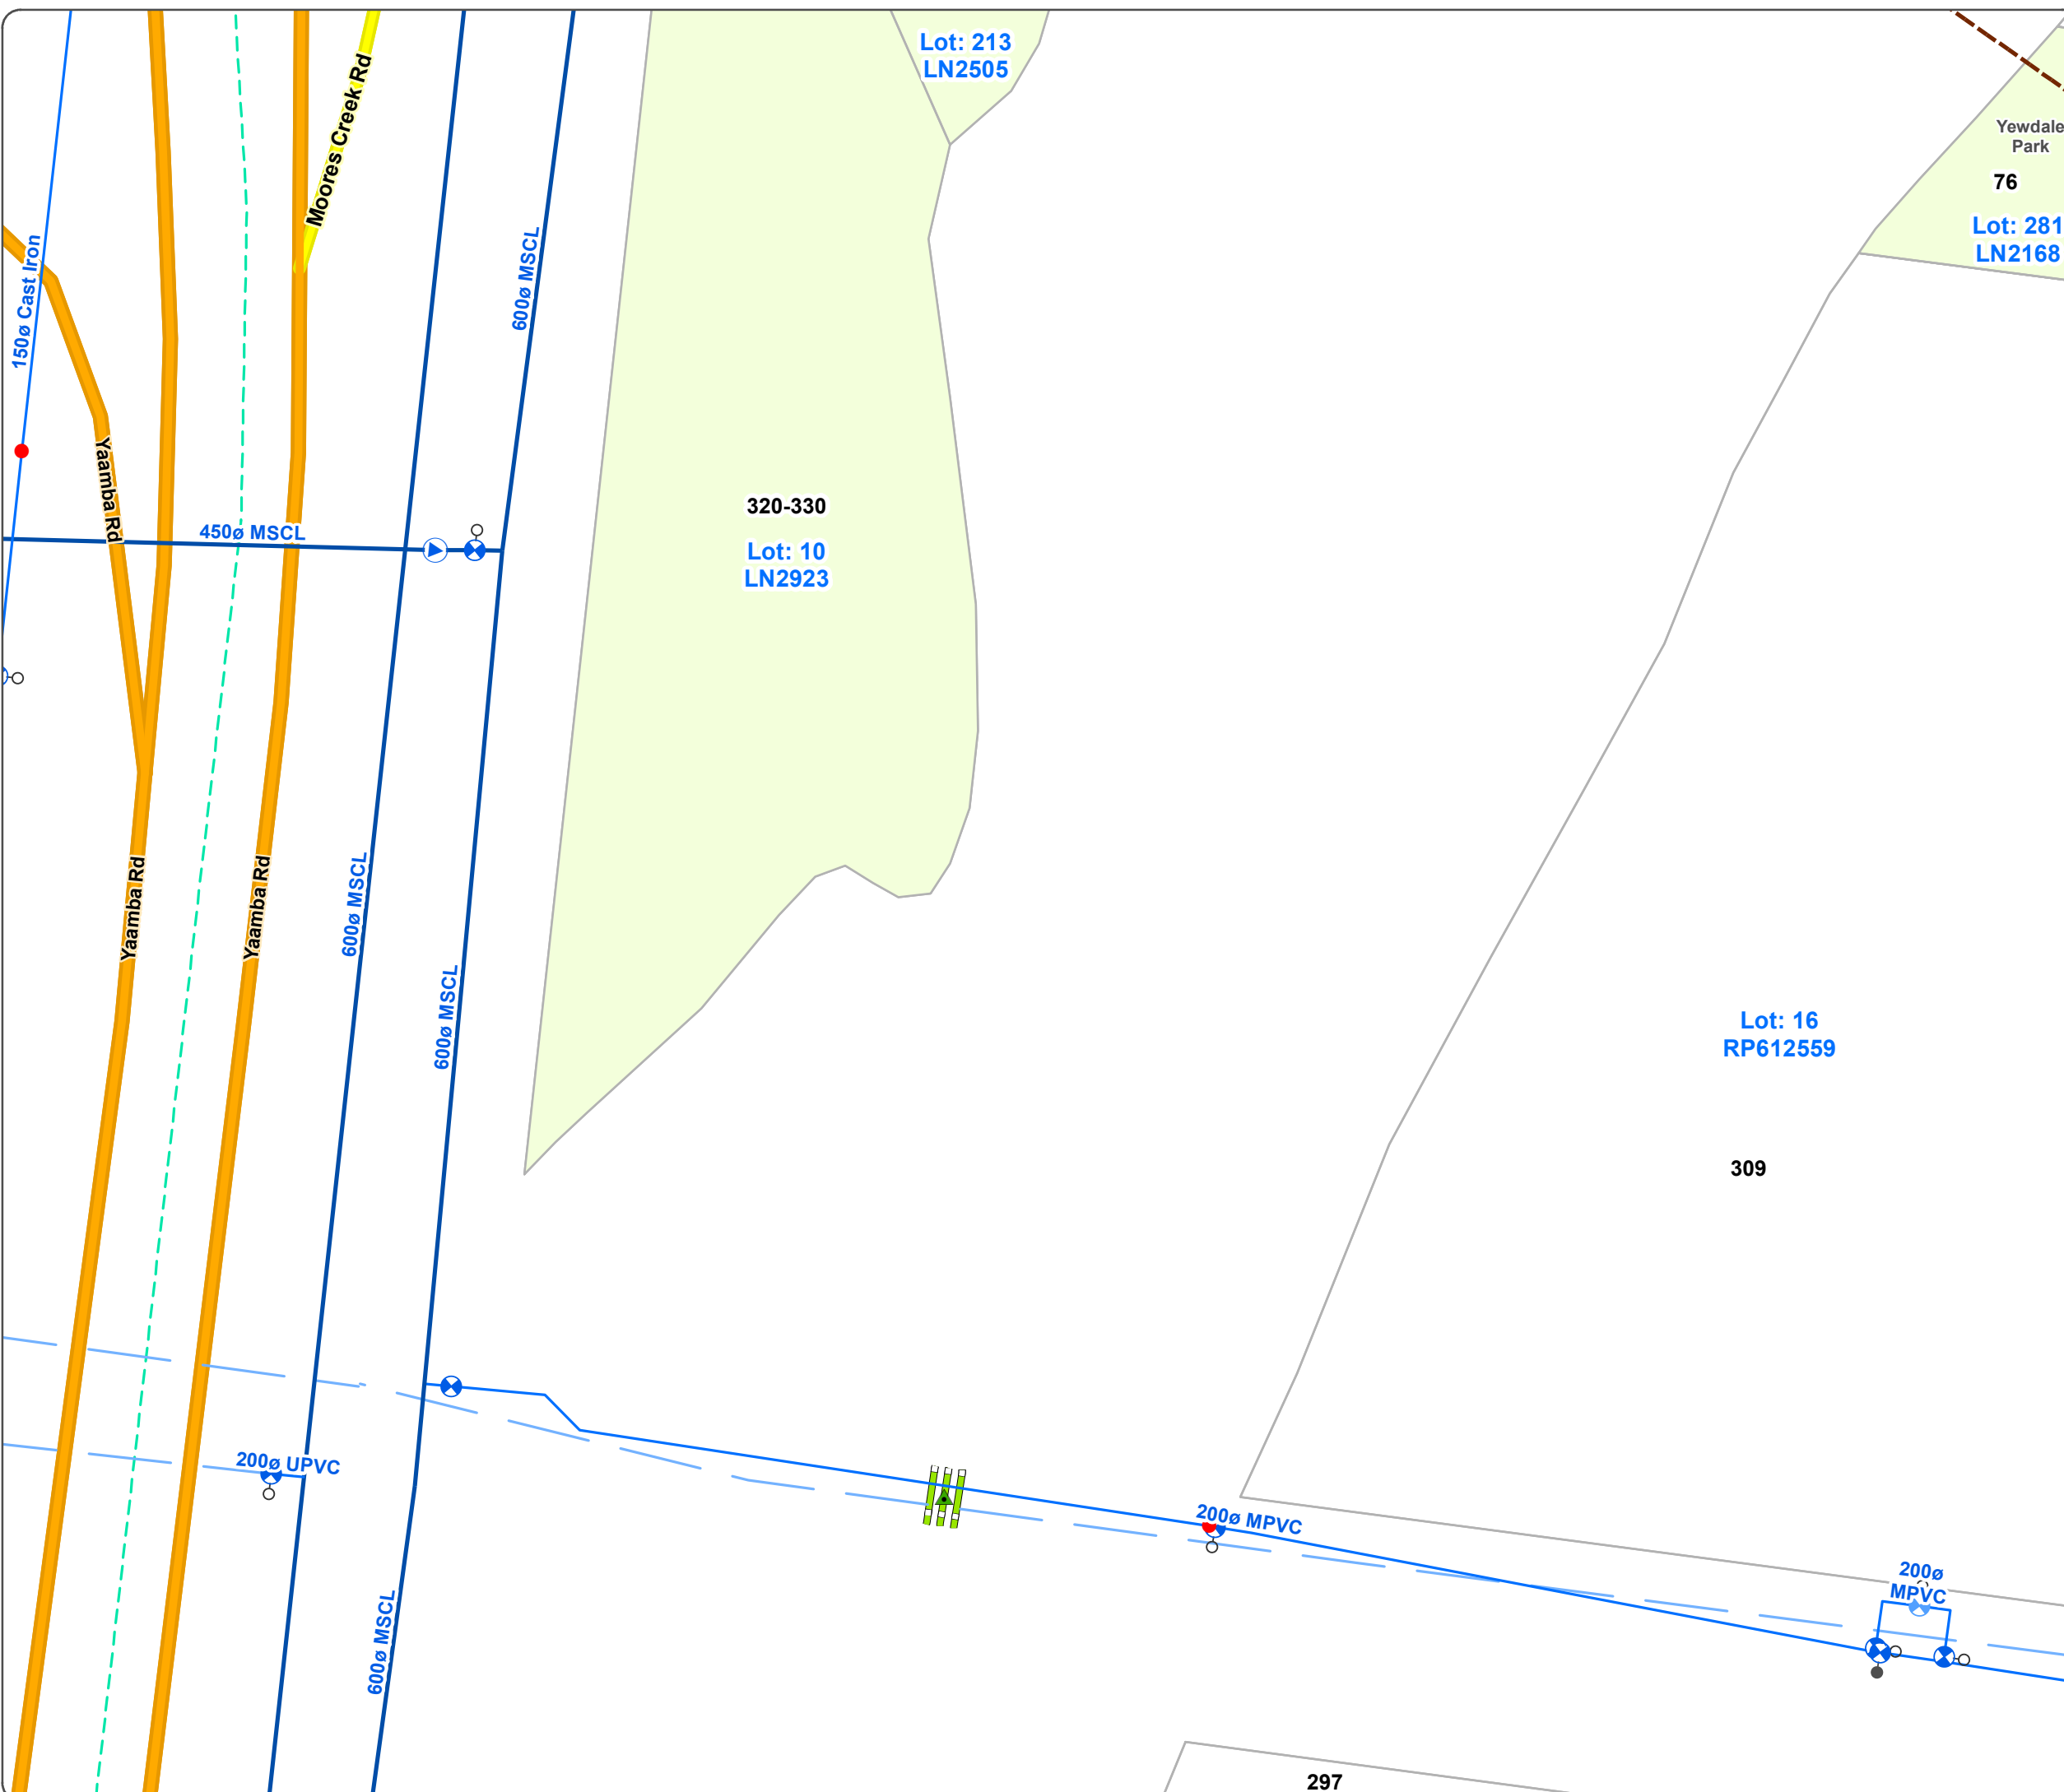 Lot: 213
LN2505
Moores Creek Rd
Yewdale
Park
76
Lot: 281
LN2168
150ø Cast Iron
600ø MSCL
Yaamba Rd
450ø MSCL
320-330
Lot: 10
LN2923
Yaamba Rd
Yaamba Rd
600ø MSCL
600ø MSCL
Lot: 16
RP612559
309
200ø UPVC
200ø MPVC
200ø
MPVC
600ø MSCL
297